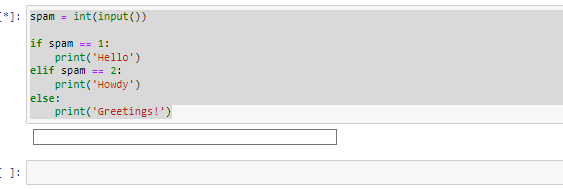 [*]: spam = int(input())
if spam == 1:
    print('Hello')
elif spam == 2:
    print('Howdy')
else:
    print('Greetings!')
[ ]: